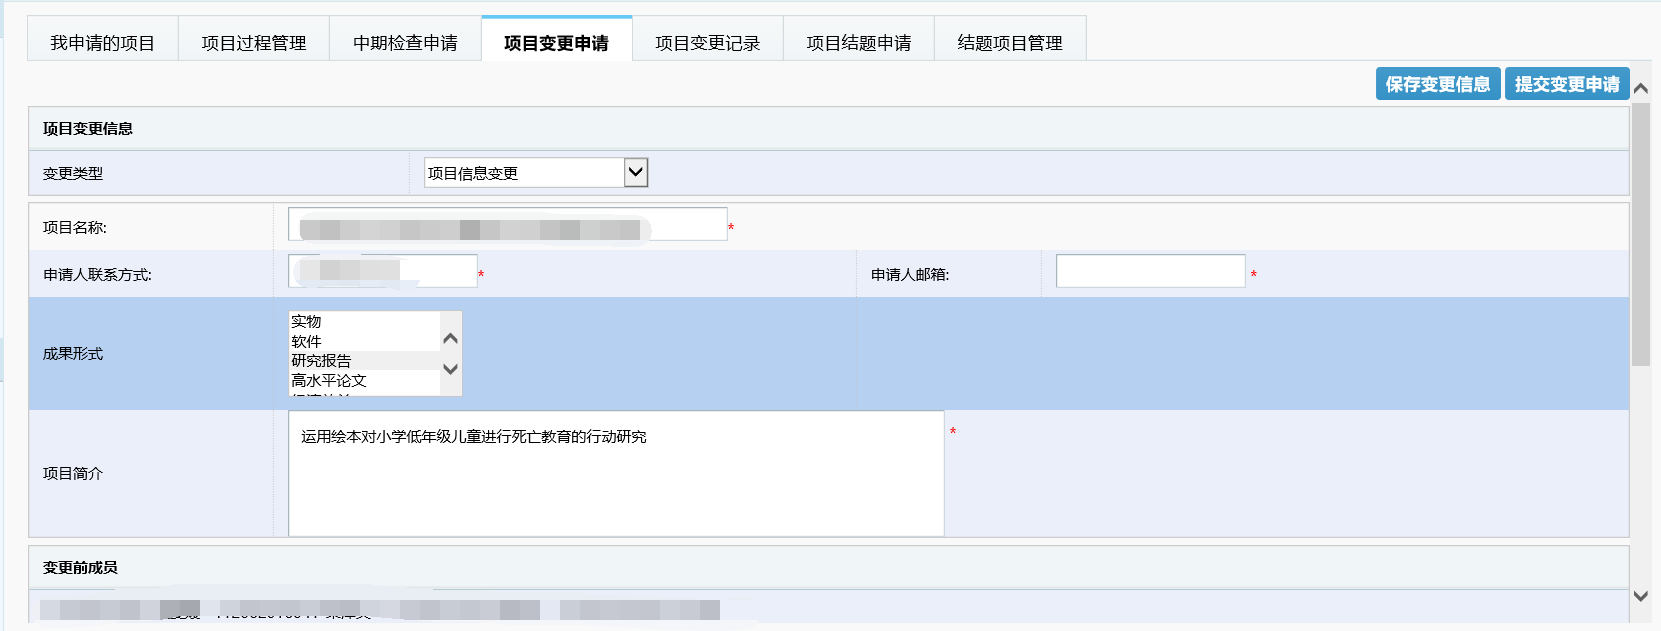 我申请的项目 项目过程管理 中期检查申请 项目变更申请 项目变更记录 项目结题申请 结题项目管理
保存变更信息 提交变更申请
项目变更信息
变更类型 项目信息变更
项目名称: *
申请人联系方式: * 申请人邮箱: *
实物
软件
成果形式
研究报告
高水平论文
运用绘本对小学低年级儿童进行死亡教育的行动研究 *
项目简介
变更前成员